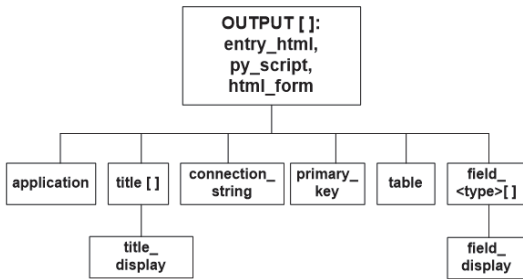 OUTPUT [ ]:
entry_html,
py_script,
html_form
application
title [ ]
connection_
string
primary_
key
table
field_
<type>[ ]
title_
display
field_
display